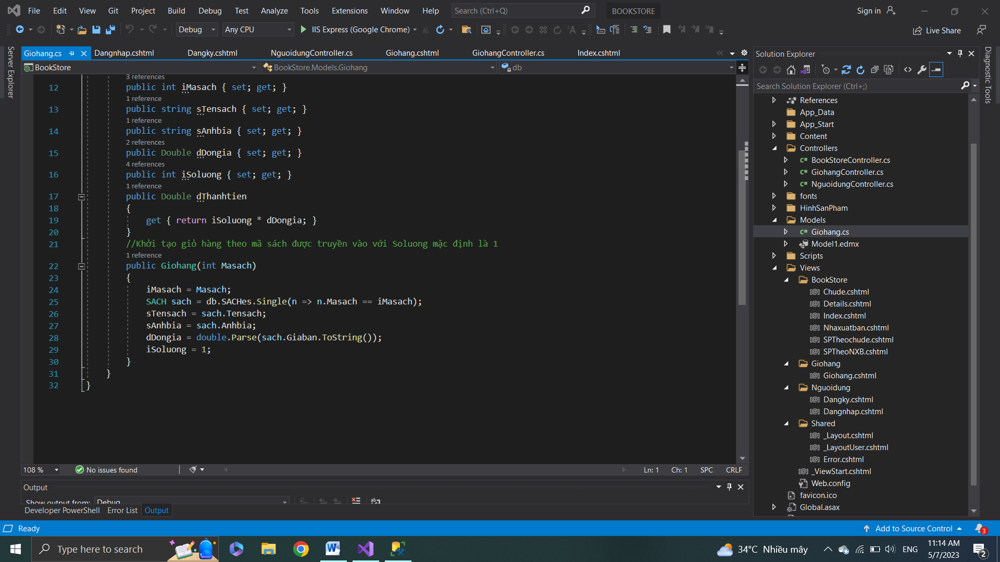 File Edit View Git Project Build Debug Test Analyze Tools Extensions Window Help Search (Ctrl+Q) BOOKSTORE Sign in
Debug Any CPU IIS Express (Google Chrome) Live Share
Server Explorer
Giohang.cs Dangnhap.cshtml Dangky.cshtml NguoidungController.cs Giohang.cshtml GiohangController.cs Index.cshtml
BookStore BookStore.Models.Giohang db
3 references
12 public int iMasach { set; get; }
1 reference
13 public string sTensach { set; get; }
1 reference
14 public string sAnhbia { set; get; }
2 references
15 public Double dDongia { set; get; }
4 references
16 public int iSoluong { set; get; }
1 reference
17 public Double dThanhtien
18 {
19 get { return iSoluong * dDongia; }
20 }
21 //Khởi tạo giỏ hàng theo mã sách được truyền vào với Soluong mặc định là 1
1 reference
22 public Giohang(int Masach)
23 {
24 iMasach = Masach;
25 SACH sach = db.SACHes.Single(n => n.Masach == iMasach);
26 sTensach = sach.Tensach;
27 sAnhbia = sach.Anhbia;
28 dDongia = double.Parse(sach.Giaban.ToString());
29 iSoluong = 1;
30 }
31 }
32 }
108 % No issues found Ln: 1 Ch: 1 SPC CRLF
Output
Show output from: Debug
Developer PowerShell Error List Output
Solution Explorer
Search Solution Explorer (Ctrl+;)
References
App_Data
App_Start
Content
Controllers
C# BookStoreController.cs
C# GiohangController.cs
C# NguoidungController.cs
fonts
HinhSanPham
Models
C# Giohang.cs
Model1.edmx
Scripts
Views
BookStore
[@] Chude.cshtml
[@] Details.cshtml
[@] Index.cshtml
[@] Nhaxuatban.cshtml
[@] SPTheochude.cshtml
[@] SPTheoNXB.cshtml
Giohang
[@] Giohang.cshtml
Nguoidung
[@] Dangky.cshtml
[@] Dangnhap.cshtml
Shared
[@] _Layout.cshtml
[@] _LayoutUser.cshtml
[@] Error.cshtml
[@] _ViewStart.cshtml
Web.config
favicon.ico
Global.asax
Diagnostic Tools
Ready Add to Source Control 3
Type here to search 34°C Nhiều mây ENG 11:14 AM
5/7/2023 2